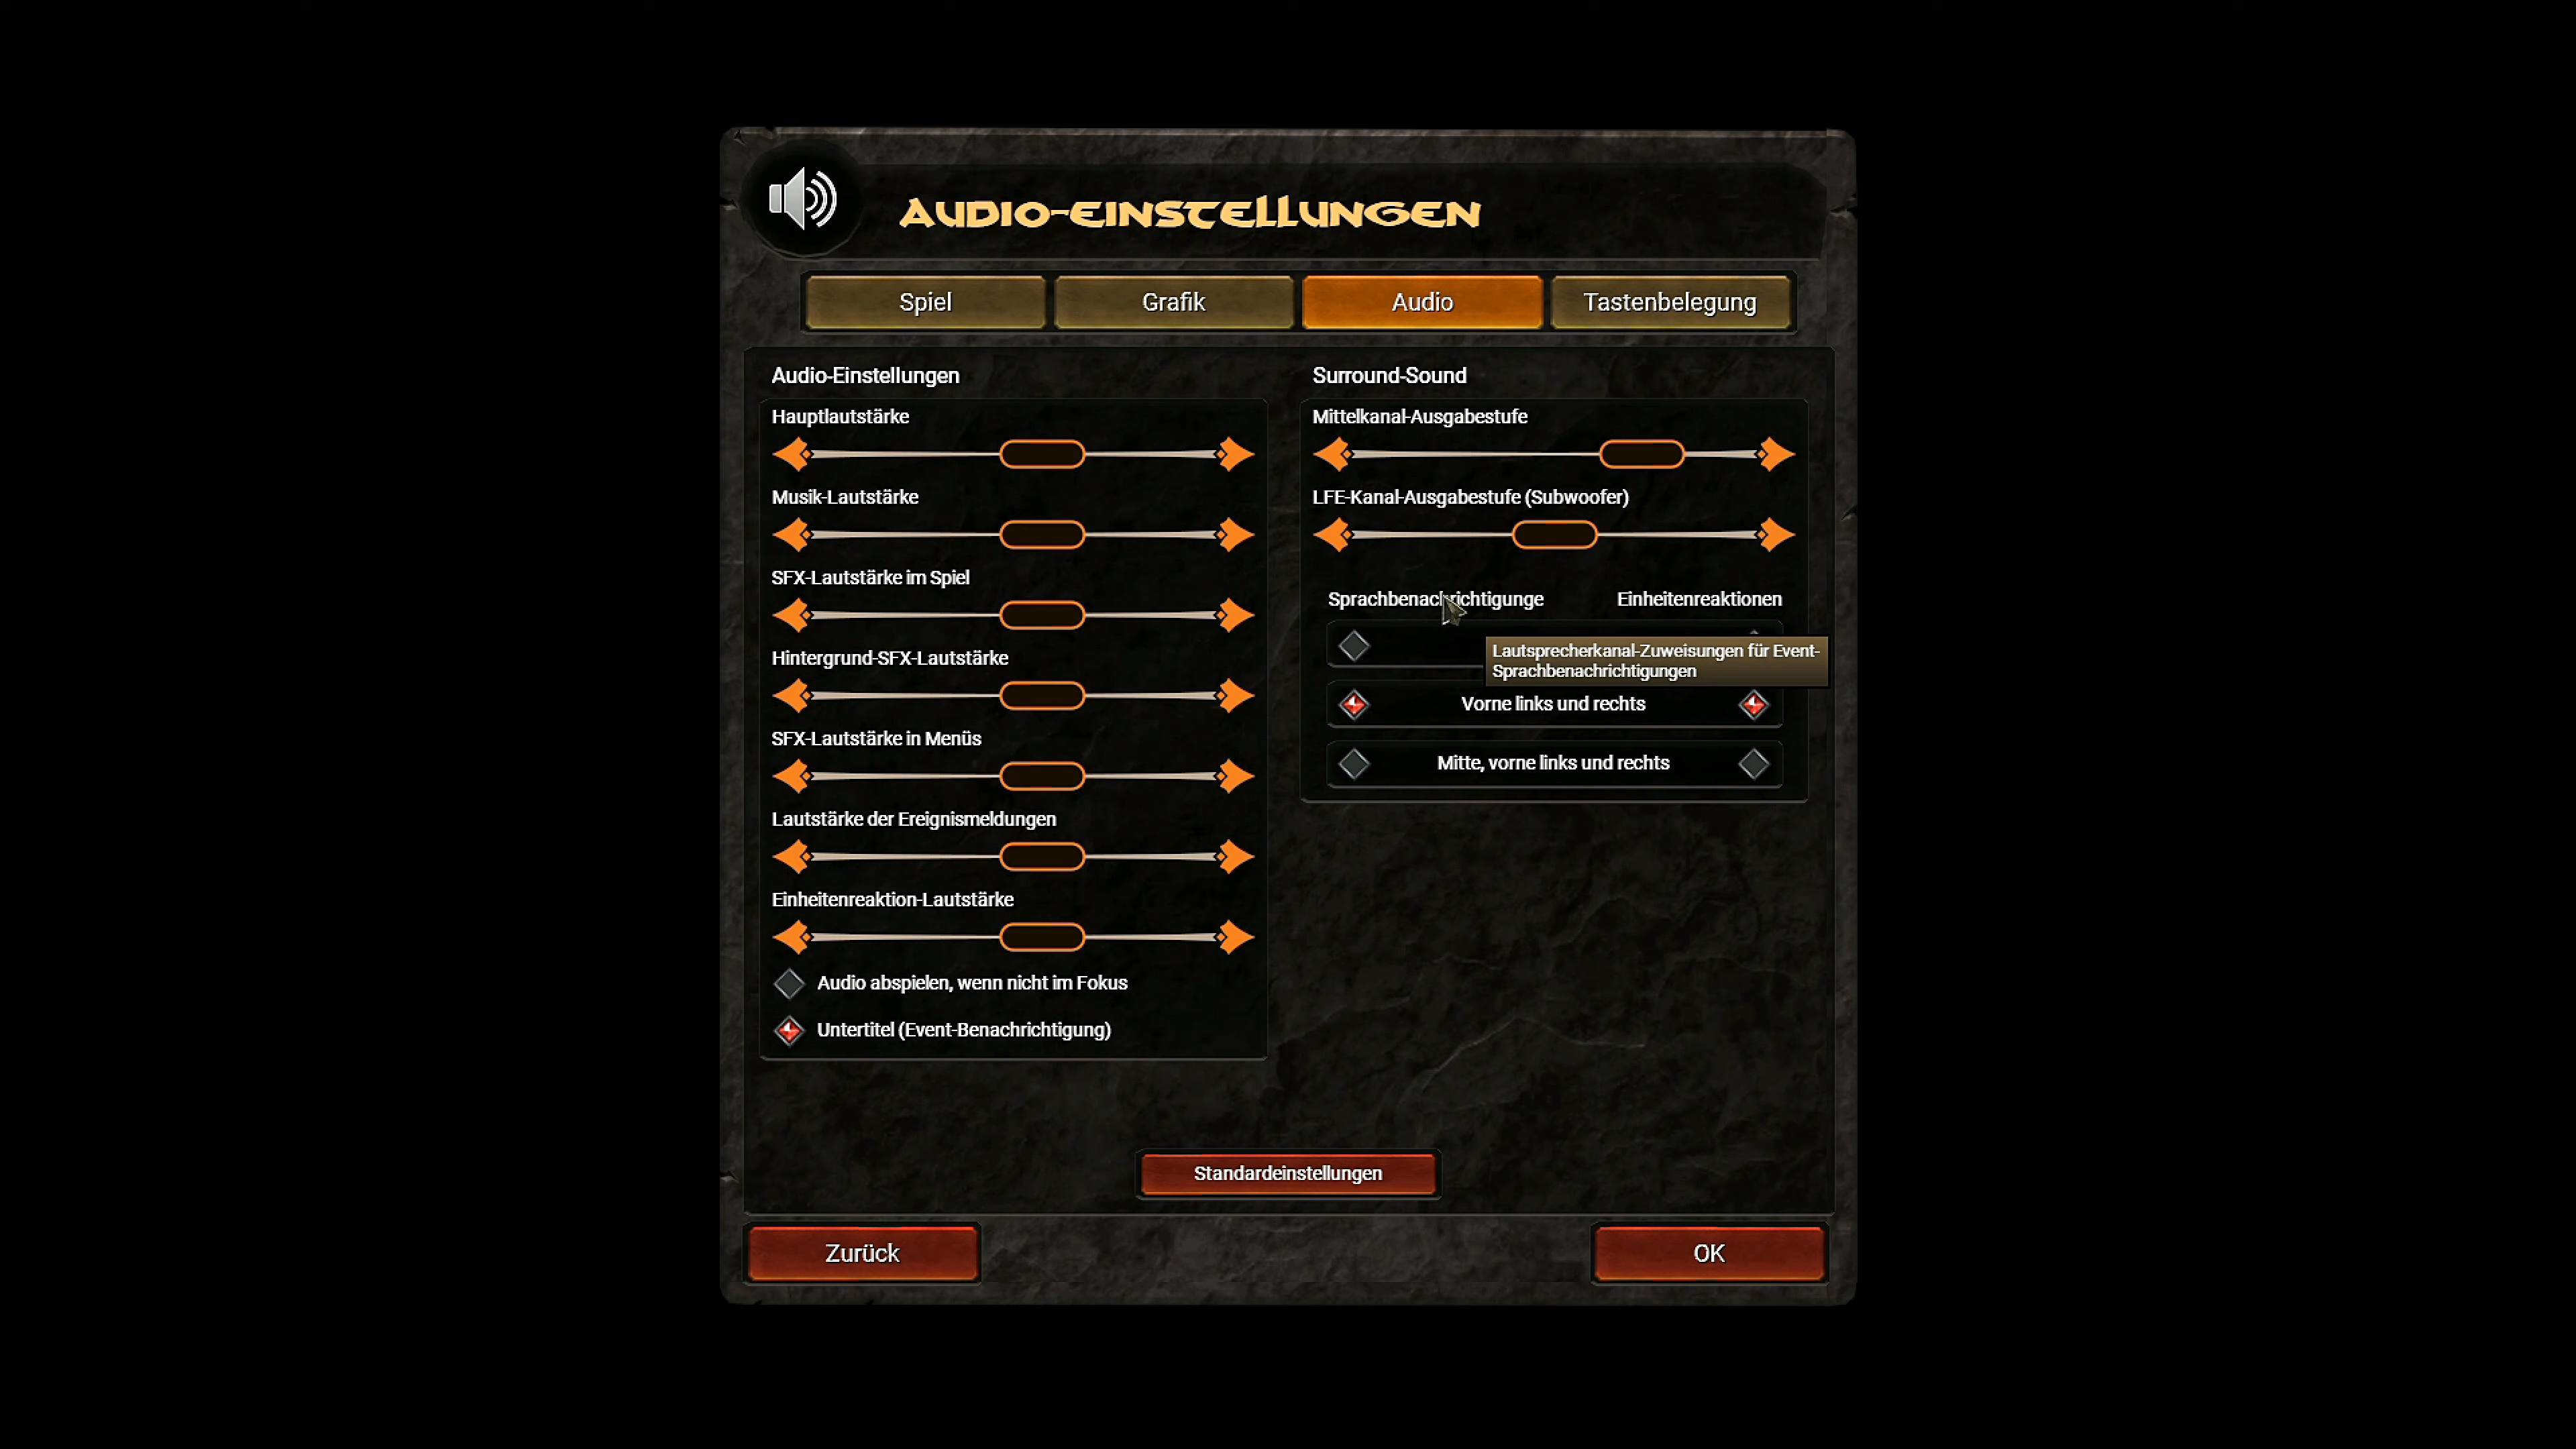 AUDIO-EINSTELLUNGEN
Spiel
Grafik
Audio
Tastenbelegung
Audio-Einstellungen
Hauptlautstärke
Musik-Lautstärke
SFX-Lautstärke im Spiel
Hintergrund-SFX-Lautstärke
SFX-Lautstärke in Menüs
Lautstärke der Ereignismeldungen
Einheitenreaktion-Lautstärke
Audio abspielen, wenn nicht im Fokus
Untertitel (Event-Benachrichtigung)
Surround-Sound
Mittelkanal-Ausgabestufe
LFE-Kanal-Ausgabestufe (Subwoofer)
Sprachbenachrichtigunge
Einheitenreaktionen
Lautsprecherkanal-Zuweisungen für Event-
Sprachbenachrichtigungen
Vorne links und rechts
Mitte, vorne links und rechts
Standardeinstellungen
Zurück
OK